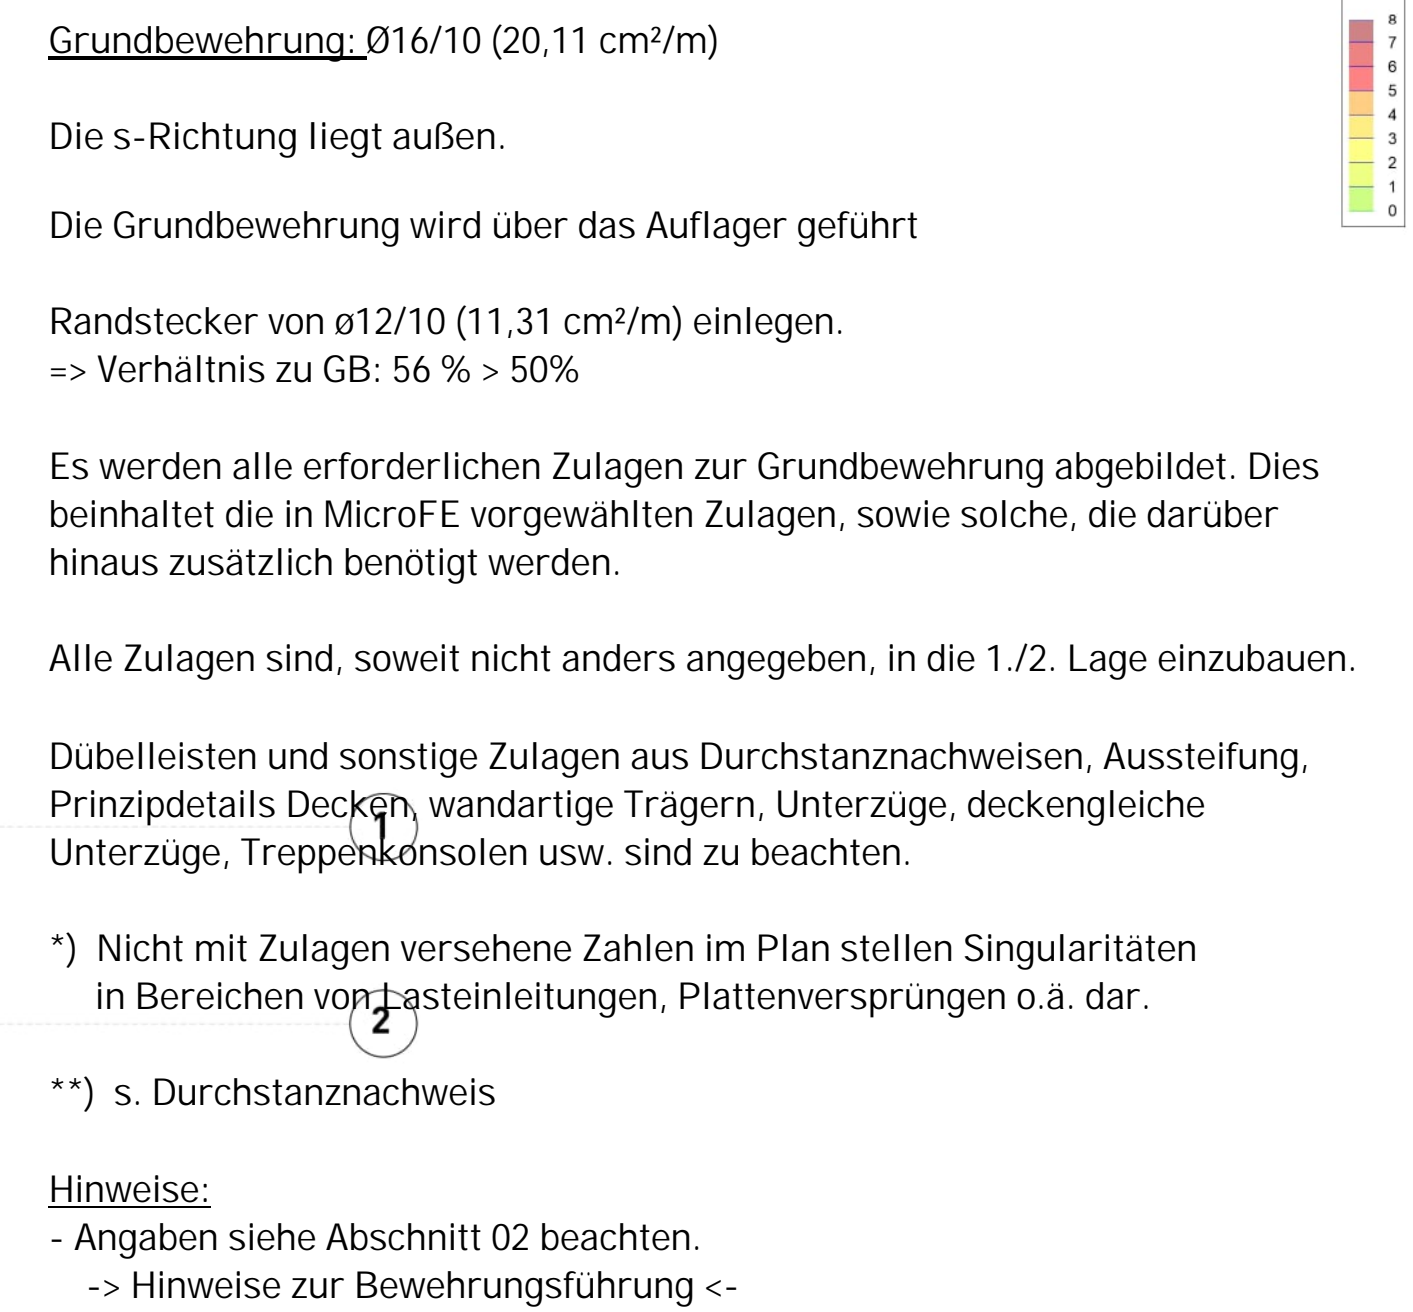 Grundbewehrung: Ø16/10 (20,11 cm²/m)
Die s-Richtung liegt außen.
Die Grundbewehrung wird über das Auflager geführt
Randstecker von ø12/10 (11,31 cm²/m) einlegen.
=> Verhältnis zu GB: 56 % > 50%
Es werden alle erforderlichen Zulagen zur Grundbewehrung abgebildet. Dies
beinhaltet die in MicroFE vorgewählten Zulagen, sowie solche, die darüber
hinaus zusätzlich benötigt werden.
Alle Zulagen sind, soweit nicht anders angegeben, in die 1./2. Lage einzubauen.
Dübelleisten und sonstige Zulagen aus Durchstanznachweisen, Aussteifung,
Prinzipdetails Decken, wandartige Trägern, Unterzüge, deckengleiche
Unterzüge, Treppenkonsolen usw. sind zu beachten.
1
*) Nicht mit Zulagen versehene Zahlen im Plan stellen Singularitäten
in Bereichen von Lasteinleitungen, Plattenversprüngen o.ä. dar.
2
**) s. Durchstanznachweis
Hinweise:
- Angaben siehe Abschnitt 02 beachten.
-> Hinweise zur Bewehrungsführung <-
8
7
6
5
4
3
2
1
0